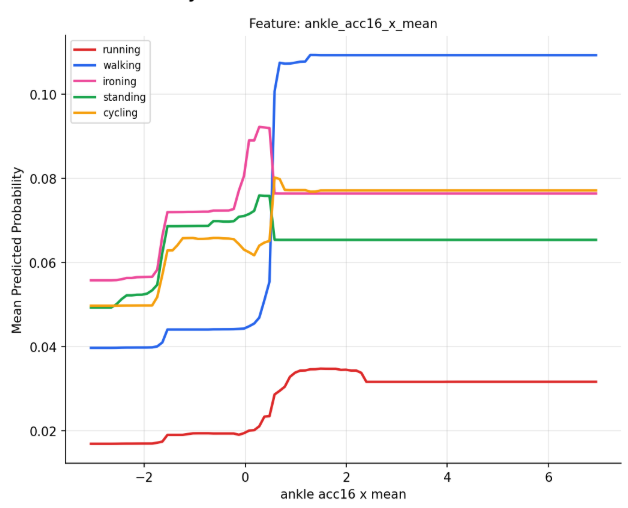 Feature: ankle_acc16_x_mean
running
walking
ironing
standing
cycling
Mean Predicted Probability
0.10
0.08
0.06
0.04
0.02
−2 0 2 4 6
ankle acc16 x mean